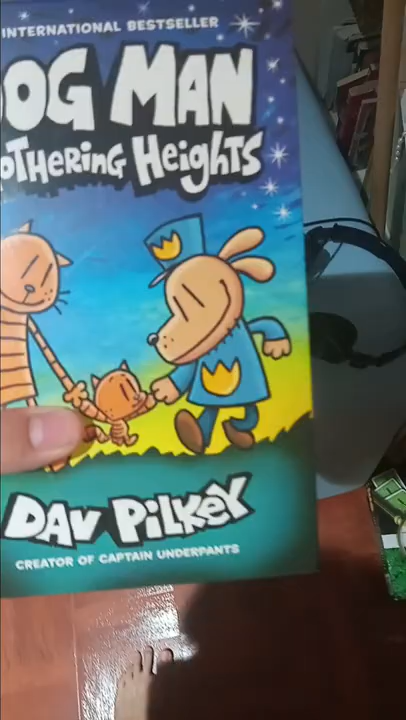 INTERNATIONAL BESTSELLER
OG MAN
OTHERING HEIGHTS
DAV PILKEY
CREATOR OF CAPTAIN UNDERPANTS